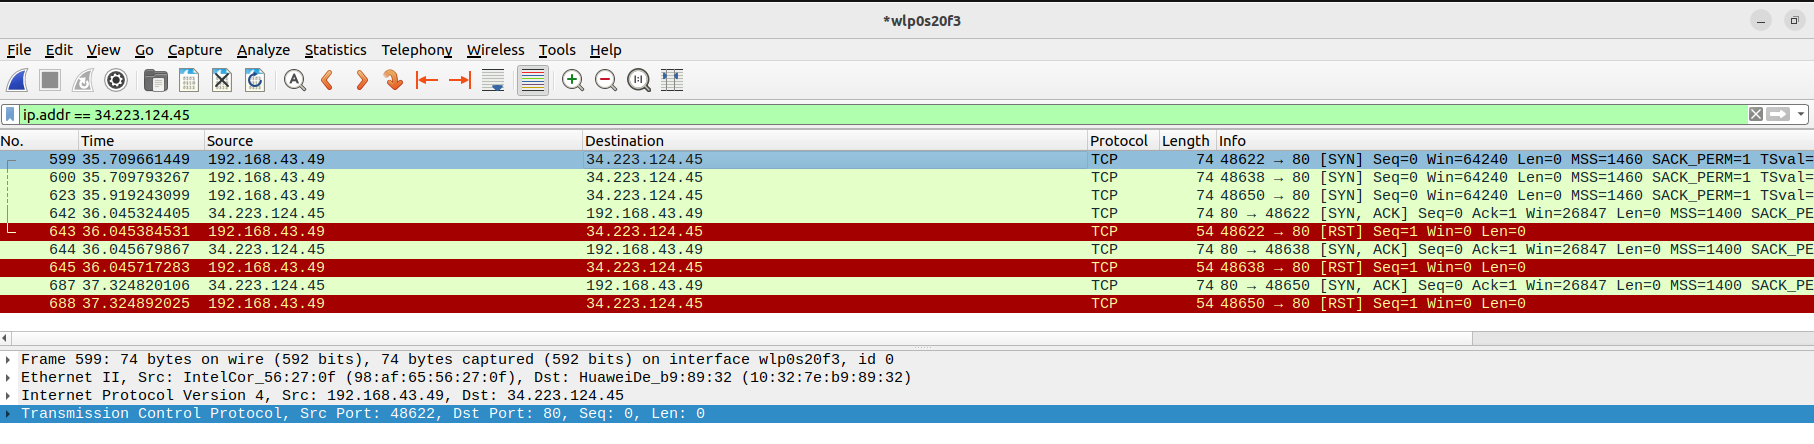 *wlp0s20f3
File Edit View Go Capture Analyze Statistics Telephony Wireless Tools Help
ip.addr == 34.223.124.45
No. Time Source Destination Protocol Length Info
599 35.709661449 192.168.43.49 34.223.124.45 TCP 74 48622 → 80 [SYN] Seq=0 Win=64240 Len=0 MSS=1460 SACK_PERM=1 TSval=
600 35.709793267 192.168.43.49 34.223.124.45 TCP 74 48638 → 80 [SYN] Seq=0 Win=64240 Len=0 MSS=1460 SACK_PERM=1 TSval=
623 35.919243099 192.168.43.49 34.223.124.45 TCP 74 48650 → 80 [SYN] Seq=0 Win=64240 Len=0 MSS=1460 SACK_PERM=1 TSval=
642 36.045324405 34.223.124.45 192.168.43.49 TCP 74 80 → 48622 [SYN, ACK] Seq=0 Ack=1 Win=26847 Len=0 MSS=1400 SACK_PE
643 36.045384531 192.168.43.49 34.223.124.45 TCP 54 48622 → 80 [RST] Seq=1 Win=0 Len=0
644 36.045679867 34.223.124.45 192.168.43.49 TCP 74 80 → 48638 [SYN, ACK] Seq=0 Ack=1 Win=26847 Len=0 MSS=1400 SACK_PE
645 36.045717283 192.168.43.49 34.223.124.45 TCP 54 48638 → 80 [RST] Seq=1 Win=0 Len=0
687 37.324820106 34.223.124.45 192.168.43.49 TCP 74 80 → 48650 [SYN, ACK] Seq=0 Ack=1 Win=26847 Len=0 MSS=1400 SACK_PE
688 37.324892025 192.168.43.49 34.223.124.45 TCP 54 48650 → 80 [RST] Seq=1 Win=0 Len=0
Frame 599: 74 bytes on wire (592 bits), 74 bytes captured (592 bits) on interface wlp0s20f3, id 0
Ethernet II, Src: IntelCor_56:27:0f (98:af:65:56:27:0f), Dst: HuaweiDe_b9:89:32 (10:32:7e:b9:89:32)
Internet Protocol Version 4, Src: 192.168.43.49, Dst: 34.223.124.45
Transmission Control Protocol, Src Port: 48622, Dst Port: 80, Seq: 0, Len: 0